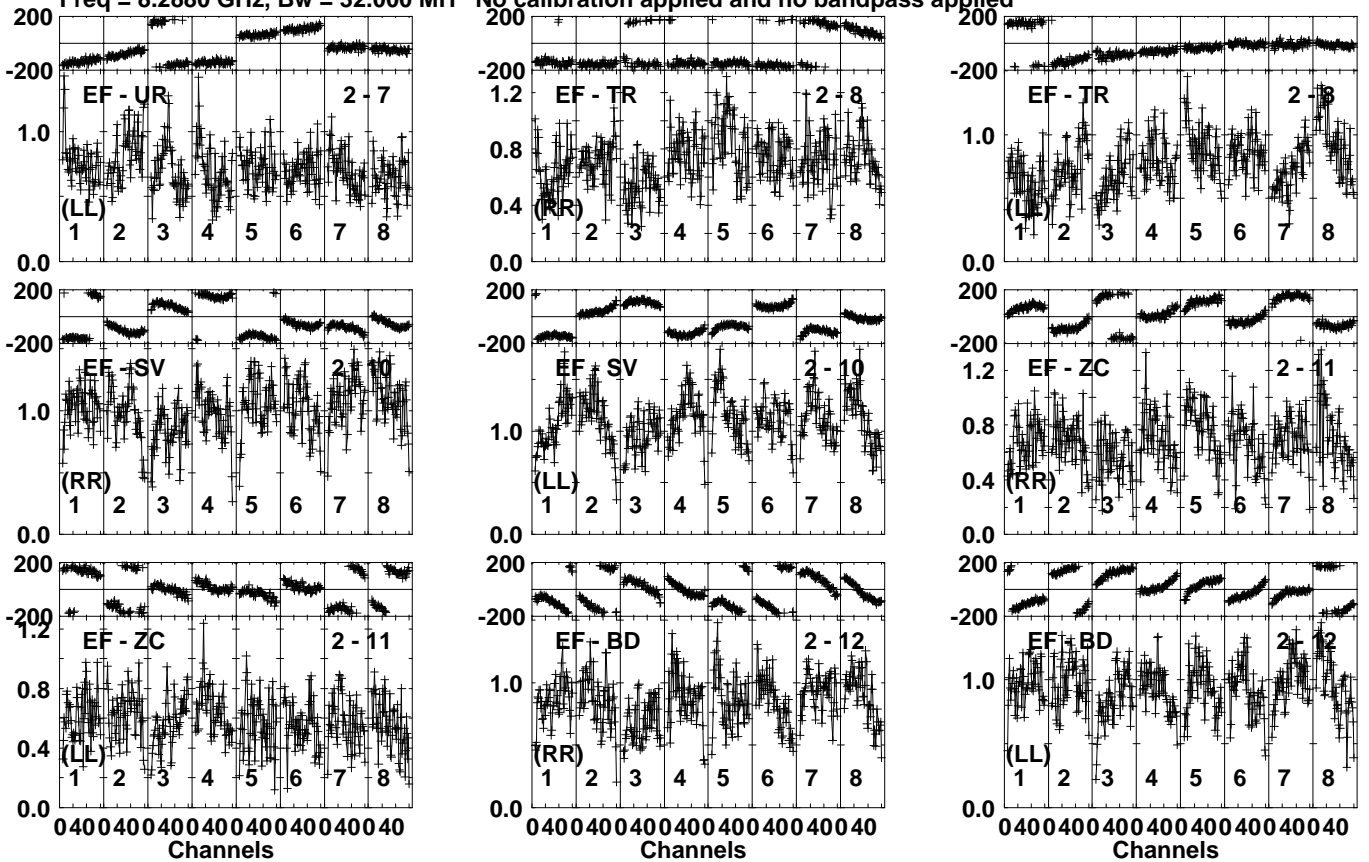 Freq = 8.2880 GHz, Bw = 32.000 MH No calibration applied and no bandpass applied
200 200 200
-200 -200 -200
EF - UR 2 - 7 EF - TR 2 - 8 EF - TR 2 - 8
1.2
1.0 1.0
0.8
0.4
(LL) (RR) (LL)
1 2 3 4 5 6 7 8 1 2 3 4 5 6 7 8 1 2 3 4 5 6 7 8
0.0 0.0 0.0
200 200 200
-200 -200 -200
EF - SV 2 - 10 EF - SV 2 - 10 EF - ZC 2 - 11
1.2
1.0 1.0
0.8
0.4
(RR) (LL) (RR)
1 2 3 4 5 6 7 8 1 2 3 4 5 6 7 8 1 2 3 4 5 6 7 8
0.0 0.0 0.0
200 200 200
-200 -200 -200
1.2
EF - ZC 2 - 11 EF - BD 2 - 12 EF - BD 2 - 12
0.8 1.0 1.0
0.4
(LL) (RR) (LL)
1 2 3 4 5 6 7 8 1 2 3 4 5 6 7 8 1 2 3 4 5 6 7 8
0.0 0.0 0.0
0 40 0 40 0 40 0 40 0 40 0 40 0 40 0 40 0 40 0 40 0 40 0 40 0 40 0 40 0 40 0 40 0 40 0 40 0 40 0 40 0 40 0 40 0 40 0 40
Channels Channels Channels